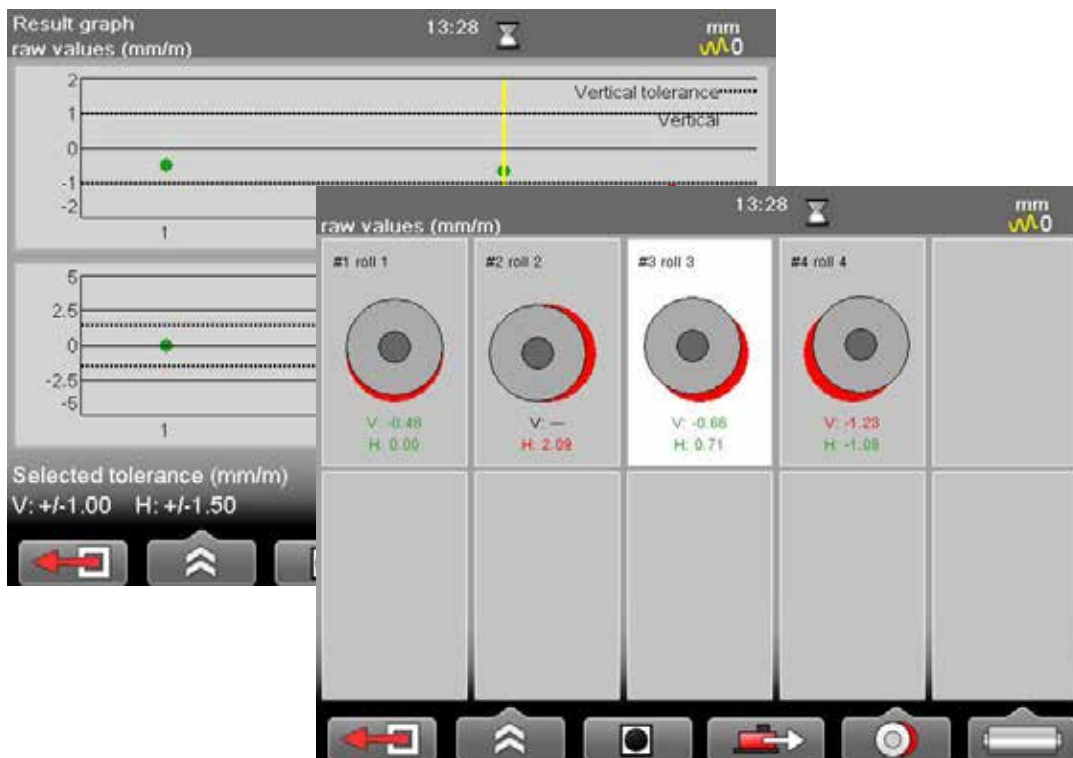 Result graph
13:28
mm
raw values (mm/m)
0
2
1
0
-1
-2
Vertical tolerance
Vertical
1
5
2.5
0
-2.5
-5
1
Selected tolerance (mm/m)
V: +/-1.00 H: +/-1.50
13:28
mm
raw values (mm/m)
0
#1 roll 1
V: -0.48
H: 0.00
#2 roll 2
V: ---
H: 2.09
#3 roll 3
V: -0.68
H: 0.71
#4 roll 4
V: -1.23
H: -1.08